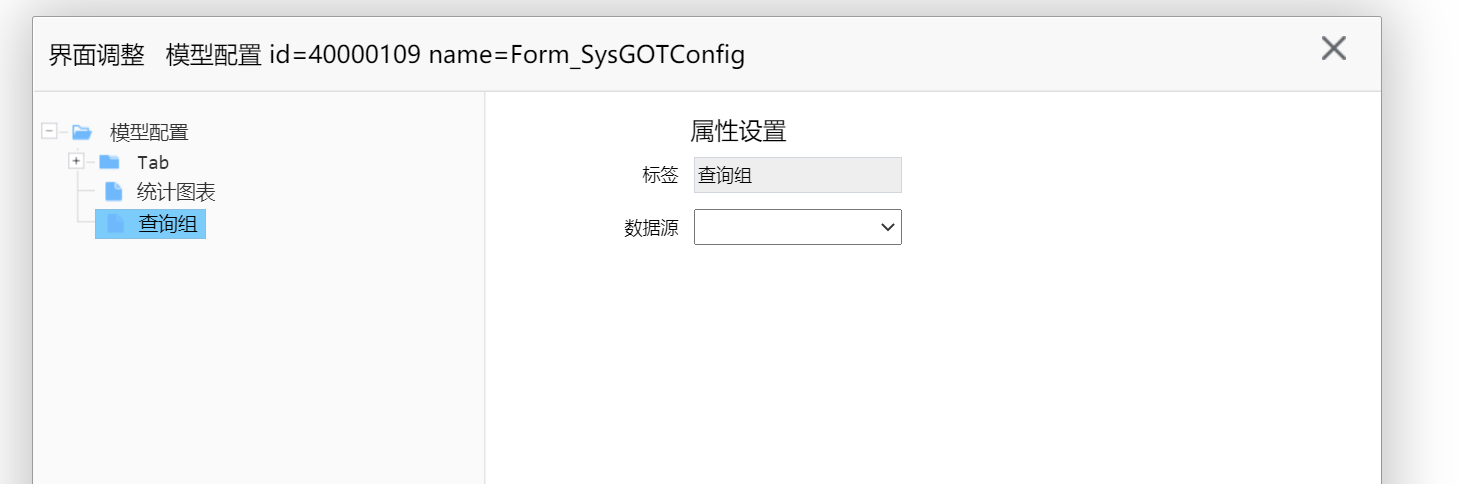 界面调整 模型配置 id=40000109 name=Form_SysGOTConfig
模型配置
Tab
统计图表
查询组
属性设置
标签 查询组
数据源